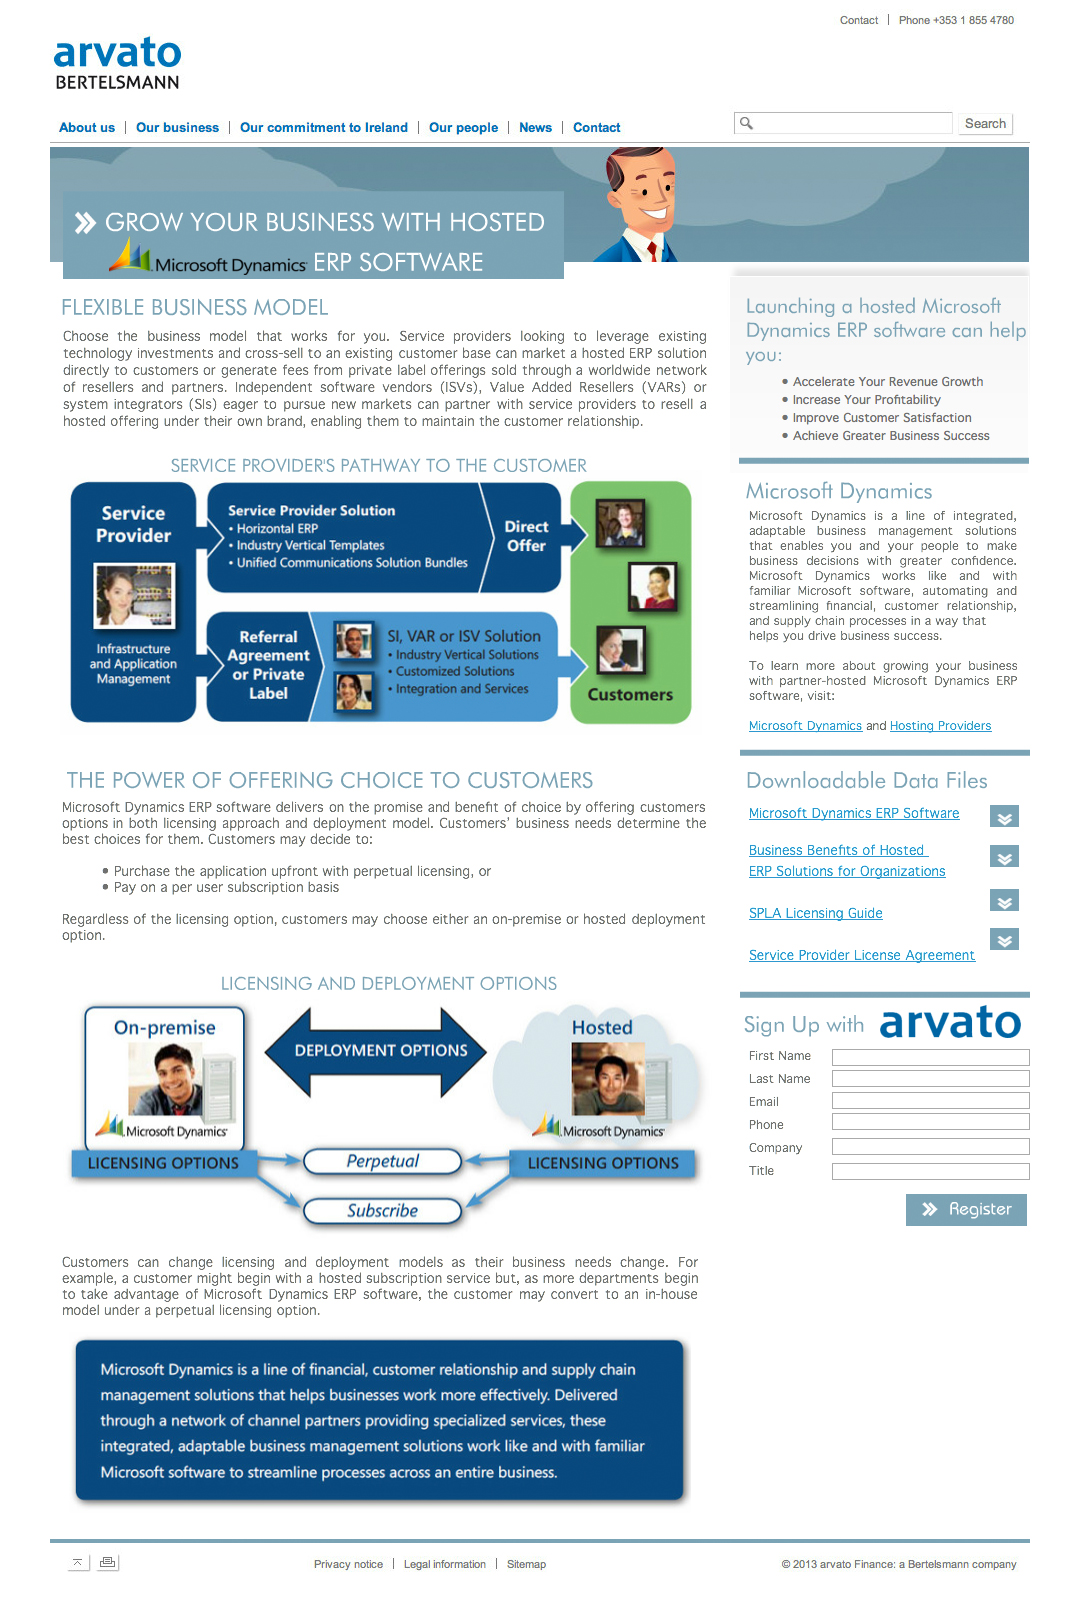 Contact | Phone +353 1 855 4780
arvato
BERTELSMANN
About us | Our business | Our commitment to Ireland | Our people | News | Contact
Search
GROW YOUR BUSINESS WITH HOSTED
Microsoft Dynamics ERP SOFTWARE
FLEXIBLE BUSINESS MODEL
Choose the business model that works for you. Service providers looking to leverage existing
technology investments and cross-sell to an existing customer base can market a hosted ERP solution
directly to customers or generate fees from private label offerings sold through a worldwide network
of resellers and partners. Independent software vendors (ISVs), Value Added Resellers (VARs) or
system integrators (SIs) eager to pursue new markets can partner with service providers to resell a
hosted offering under their own brand, enabling them to maintain the customer relationship.
SERVICE PROVIDER'S PATHWAY TO THE CUSTOMER
Service
Provider
Infrastructure
and Application
Management
Service Provider Solution
• Horizontal ERP
• Industry Vertical Templates
• Unified Communications Solution Bundles
Direct
Offer
Referral
Agreement
or Private
Label
SI, VAR or ISV Solution
• Industry Vertical Solutions
• Customized Solutions
• Integration and Services
Customers
THE POWER OF OFFERING CHOICE TO CUSTOMERS
Microsoft Dynamics ERP software delivers on the promise and benefit of choice by offering customers
options in both licensing approach and deployment model. Customers’ business needs determine the
best choices for them. Customers may decide to:
• Purchase the application upfront with perpetual licensing, or
• Pay on a per user subscription basis
Regardless of the licensing option, customers may choose either an on-premise or hosted deployment
option.
LICENSING AND DEPLOYMENT OPTIONS
On-premise
Microsoft Dynamics
DEPLOYMENT OPTIONS
Hosted
Microsoft Dynamics
LICENSING OPTIONS
Perpetual
LICENSING OPTIONS
Subscribe
Customers can change licensing and deployment models as their business needs change. For
example, a customer might begin with a hosted subscription service but, as more departments begin
to take advantage of Microsoft Dynamics ERP software, the customer may convert to an in-house
model under a perpetual licensing option.
Microsoft Dynamics is a line of financial, customer relationship and supply chain
management solutions that helps businesses work more effectively. Delivered
through a network of channel partners providing specialized services, these
integrated, adaptable business management solutions work like and with familiar
Microsoft software to streamline processes across an entire business.
Launching a hosted Microsoft
Dynamics ERP software can help
you:
• Accelerate Your Revenue Growth
• Increase Your Profitability
• Improve Customer Satisfaction
• Achieve Greater Business Success
Microsoft Dynamics
Microsoft Dynamics is a line of integrated,
adaptable business management solutions
that enables you and your people to make
business decisions with greater confidence.
Microsoft Dynamics works like and with
familiar Microsoft software, automating and
streamlining financial, customer relationship,
and supply chain processes in a way that
helps you drive business success.
To learn more about growing your business
with partner-hosted Microsoft Dynamics ERP
software, visit:
Microsoft Dynamics and Hosting Providers
Downloadable Data Files
Microsoft Dynamics ERP Software
Business Benefits of Hosted
ERP Solutions for Organizations
SPLA Licensing Guide
Service Provider License Agreement
Sign Up with arvato
First Name
Last Name
Email
Phone
Company
Title
Register
Privacy notice | Legal information | Sitemap
© 2013 arvato Finance: a Bertelsmann company